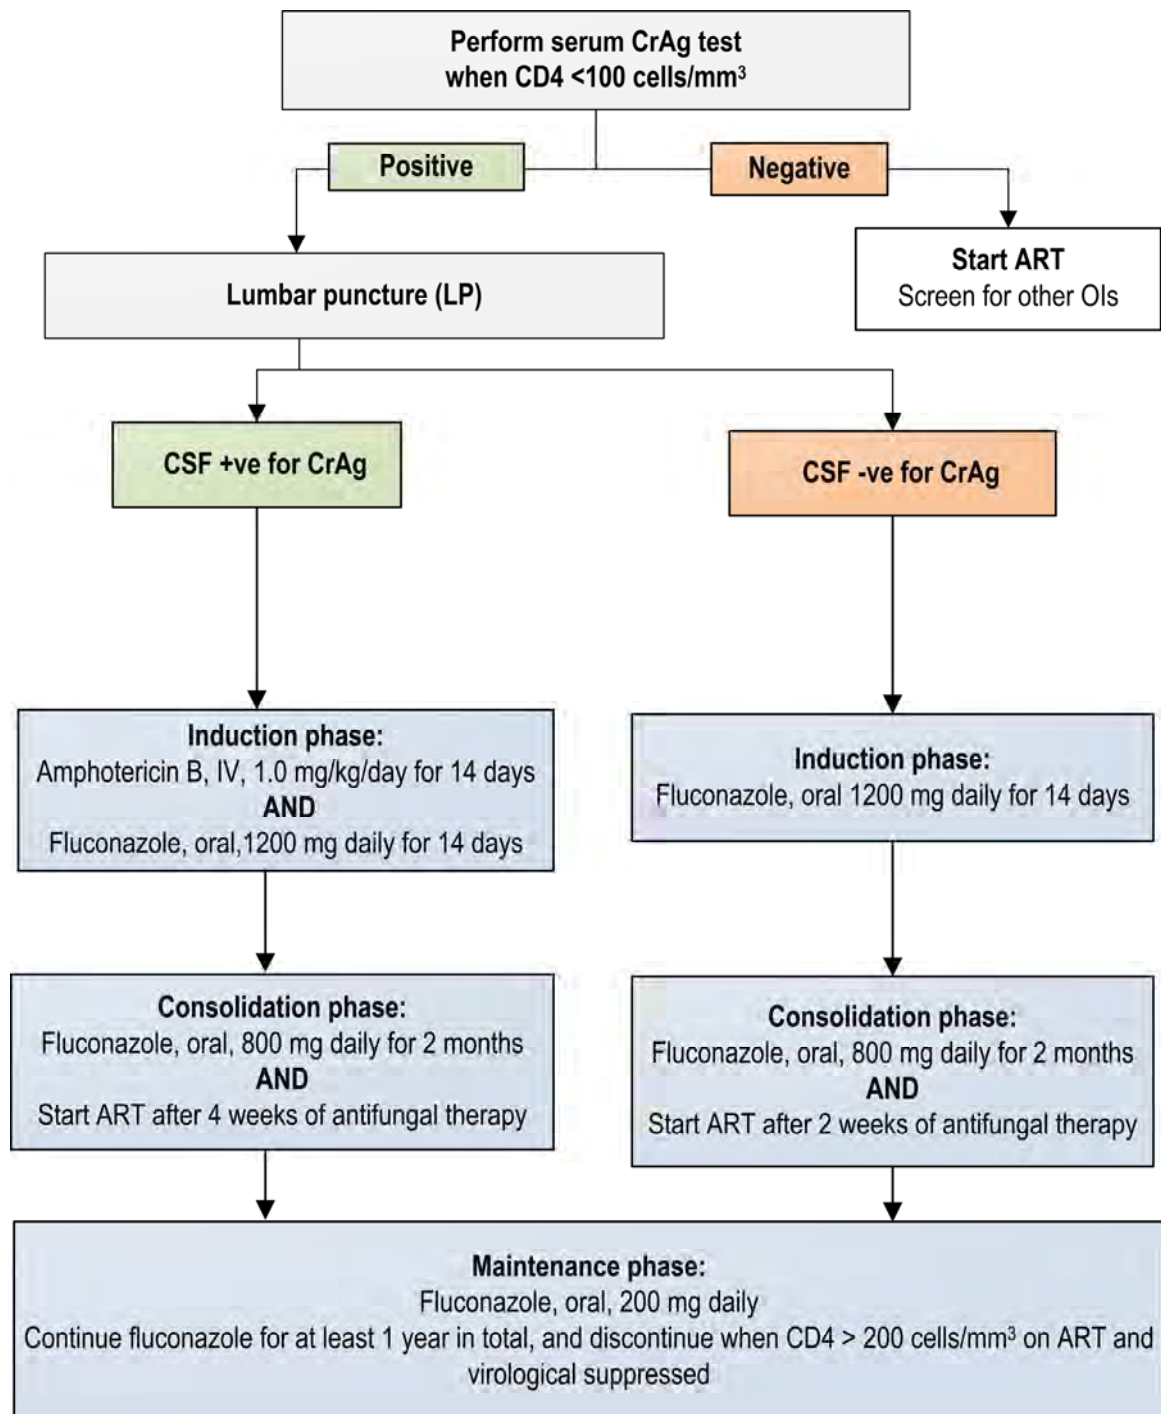 Perform serum CrAg test
when CD4 <100 cells/mm³
Positive
Negative
Start ART
Screen for other OIs
Lumbar puncture (LP)
CSF +ve for CrAg
CSF -ve for CrAg
Induction phase:
Amphotericin B, IV, 1.0 mg/kg/day for 14 days
AND
Fluconazole, oral,1200 mg daily for 14 days
Induction phase:
Fluconazole, oral 1200 mg daily for 14 days
Consolidation phase:
Fluconazole, oral, 800 mg daily for 2 months
AND
Start ART after 4 weeks of antifungal therapy
Consolidation phase:
Fluconazole, oral, 800 mg daily for 2 months
AND
Start ART after 2 weeks of antifungal therapy
Maintenance phase:
Fluconazole, oral, 200 mg daily
Continue fluconazole for at least 1 year in total, and discontinue when CD4 > 200 cells/mm³ on ART and
virological suppressed